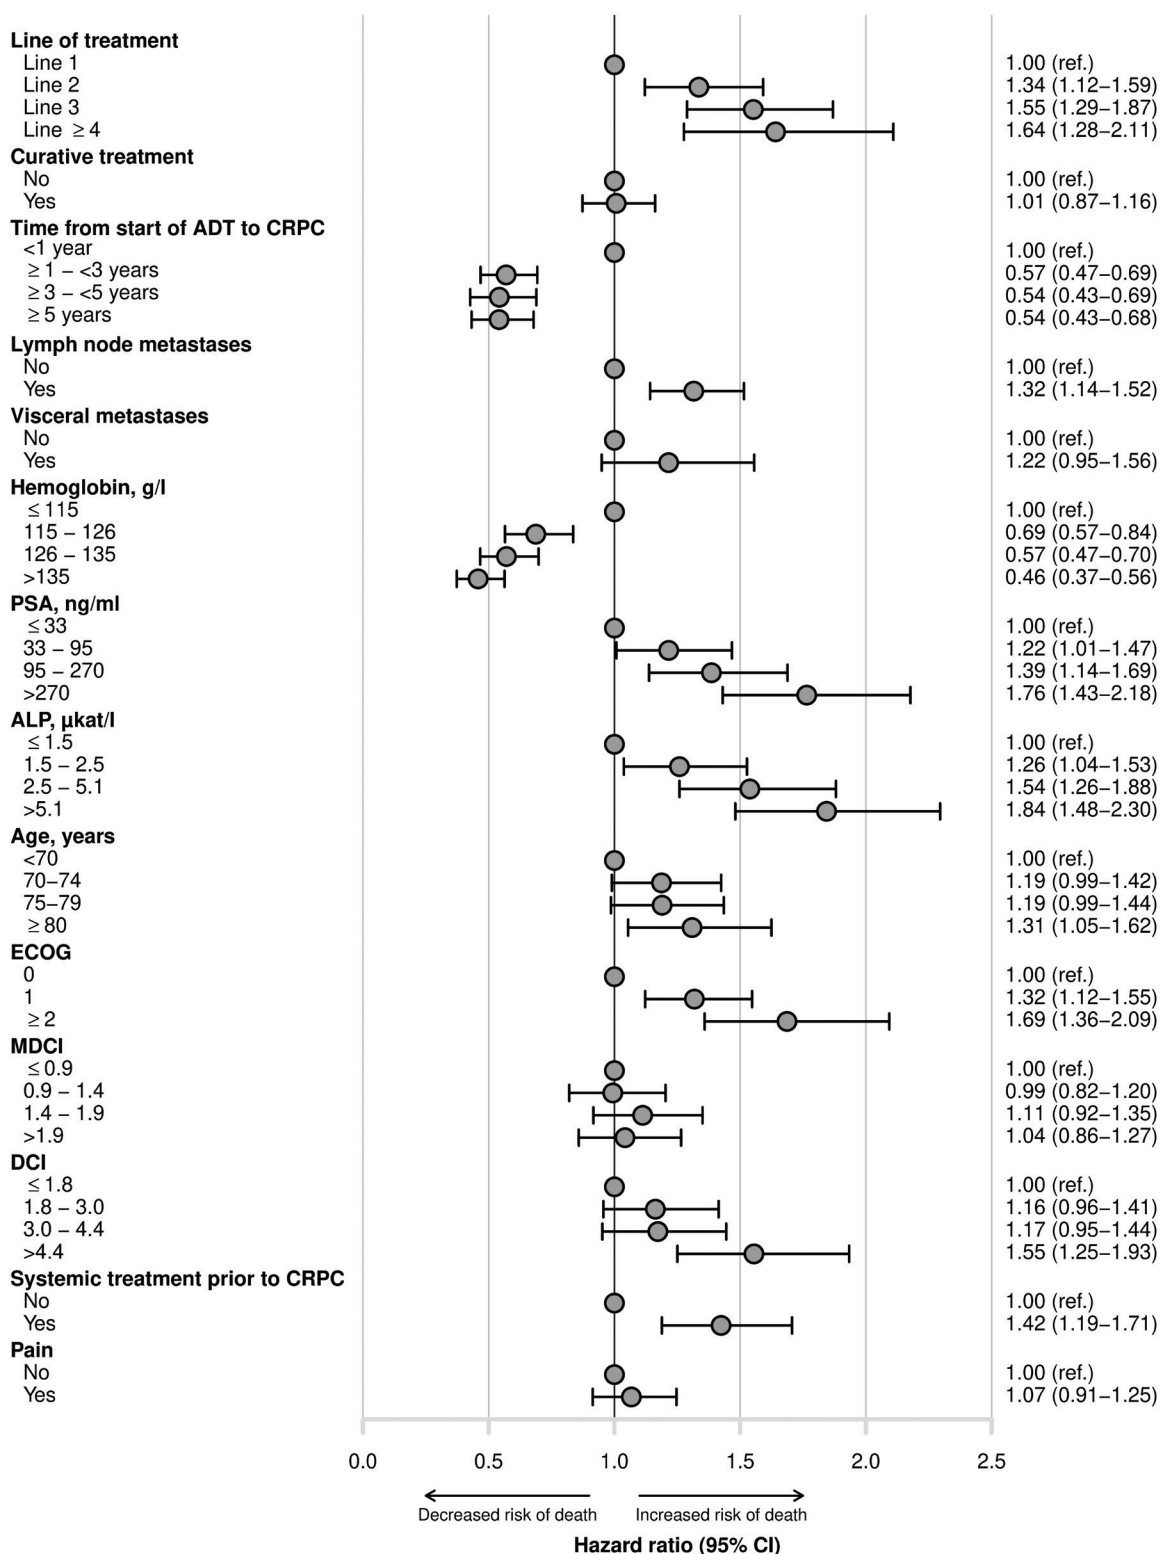 Line of treatment
Line 1 1.00 (ref.)
Line 2 1.34 (1.12–1.59)
Line 3 1.55 (1.29–1.87)
Line ≥ 4 1.64 (1.28–2.11)
Curative treatment
No 1.00 (ref.)
Yes 1.01 (0.87–1.16)
Time from start of ADT to CRPC
<1 year 1.00 (ref.)
≥ 1 – <3 years 0.57 (0.47–0.69)
≥ 3 – <5 years 0.54 (0.43–0.69)
≥ 5 years 0.54 (0.43–0.68)
Lymph node metastases
No 1.00 (ref.)
Yes 1.32 (1.14–1.52)
Visceral metastases
No 1.00 (ref.)
Yes 1.22 (0.95–1.56)
Hemoglobin, g/l
≤ 115 1.00 (ref.)
115 – 126 0.69 (0.57–0.84)
126 – 135 0.57 (0.47–0.70)
>135 0.46 (0.37–0.56)
PSA, ng/ml
≤ 33 1.00 (ref.)
33 – 95 1.22 (1.01–1.47)
95 – 270 1.39 (1.14–1.69)
>270 1.76 (1.43–2.18)
ALP, µkat/l
≤ 1.5 1.00 (ref.)
1.5 – 2.5 1.26 (1.04–1.53)
2.5 – 5.1 1.54 (1.26–1.88)
>5.1 1.84 (1.48–2.30)
Age, years
<70 1.00 (ref.)
70–74 1.19 (0.99–1.42)
75–79 1.19 (0.99–1.44)
≥ 80 1.31 (1.05–1.62)
ECOG
0 1.00 (ref.)
1 1.32 (1.12–1.55)
≥ 2 1.69 (1.36–2.09)
MDCI
≤ 0.9 1.00 (ref.)
0.9 – 1.4 0.99 (0.82–1.20)
1.4 – 1.9 1.11 (0.92–1.35)
>1.9 1.04 (0.86–1.27)
DCI
≤ 1.8 1.00 (ref.)
1.8 – 3.0 1.16 (0.96–1.41)
3.0 – 4.4 1.17 (0.95–1.44)
>4.4 1.55 (1.25–1.93)
Systemic treatment prior to CRPC
No 1.00 (ref.)
Yes 1.42 (1.19–1.71)
Pain
No 1.00 (ref.)
Yes 1.07 (0.91–1.25)
0.0 0.5 1.0 1.5 2.0 2.5
Decreased risk of death Increased risk of death
Hazard ratio (95% CI)